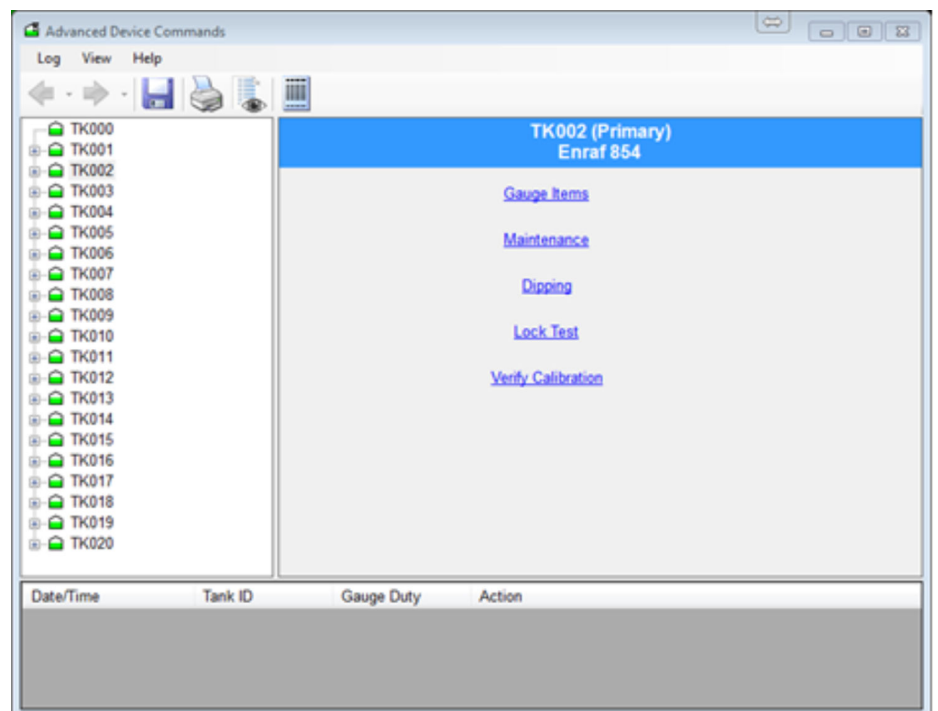 Advanced Device Commands
Log View Help
TK000
TK001
TK002
TK003
TK004
TK005
TK006
TK007
TK008
TK009
TK010
TK011
TK012
TK013
TK014
TK015
TK016
TK017
TK018
TK019
TK020
TK002 (Primary)
Enraf 854
Gauge Items
Maintenance
Dipping
Lock Test
Verify Calibration
Date/Time Tank ID Gauge Duty Action